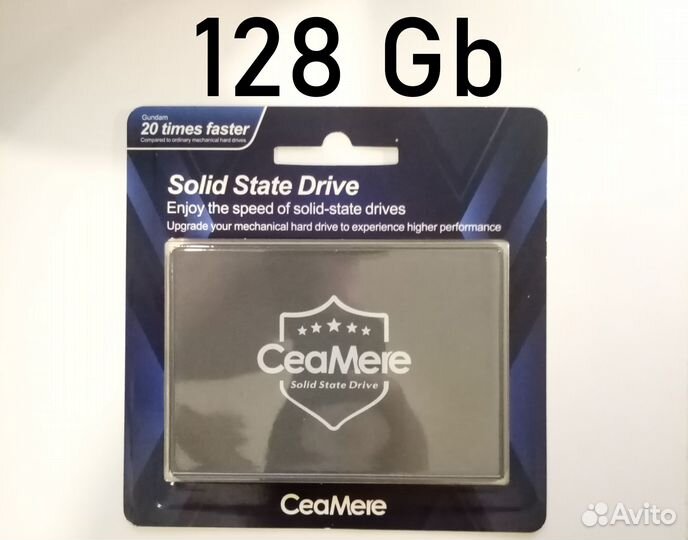 128 Gb
Gundam
20 times faster
Compared to ordinary mechanical hard drives
Solid State Drive
Enjoy the speed of solid-state drives
Upgrade your mechanical hard drive to experience higher performance
CeaMere
Solid State Drive
CeaMere
Avito